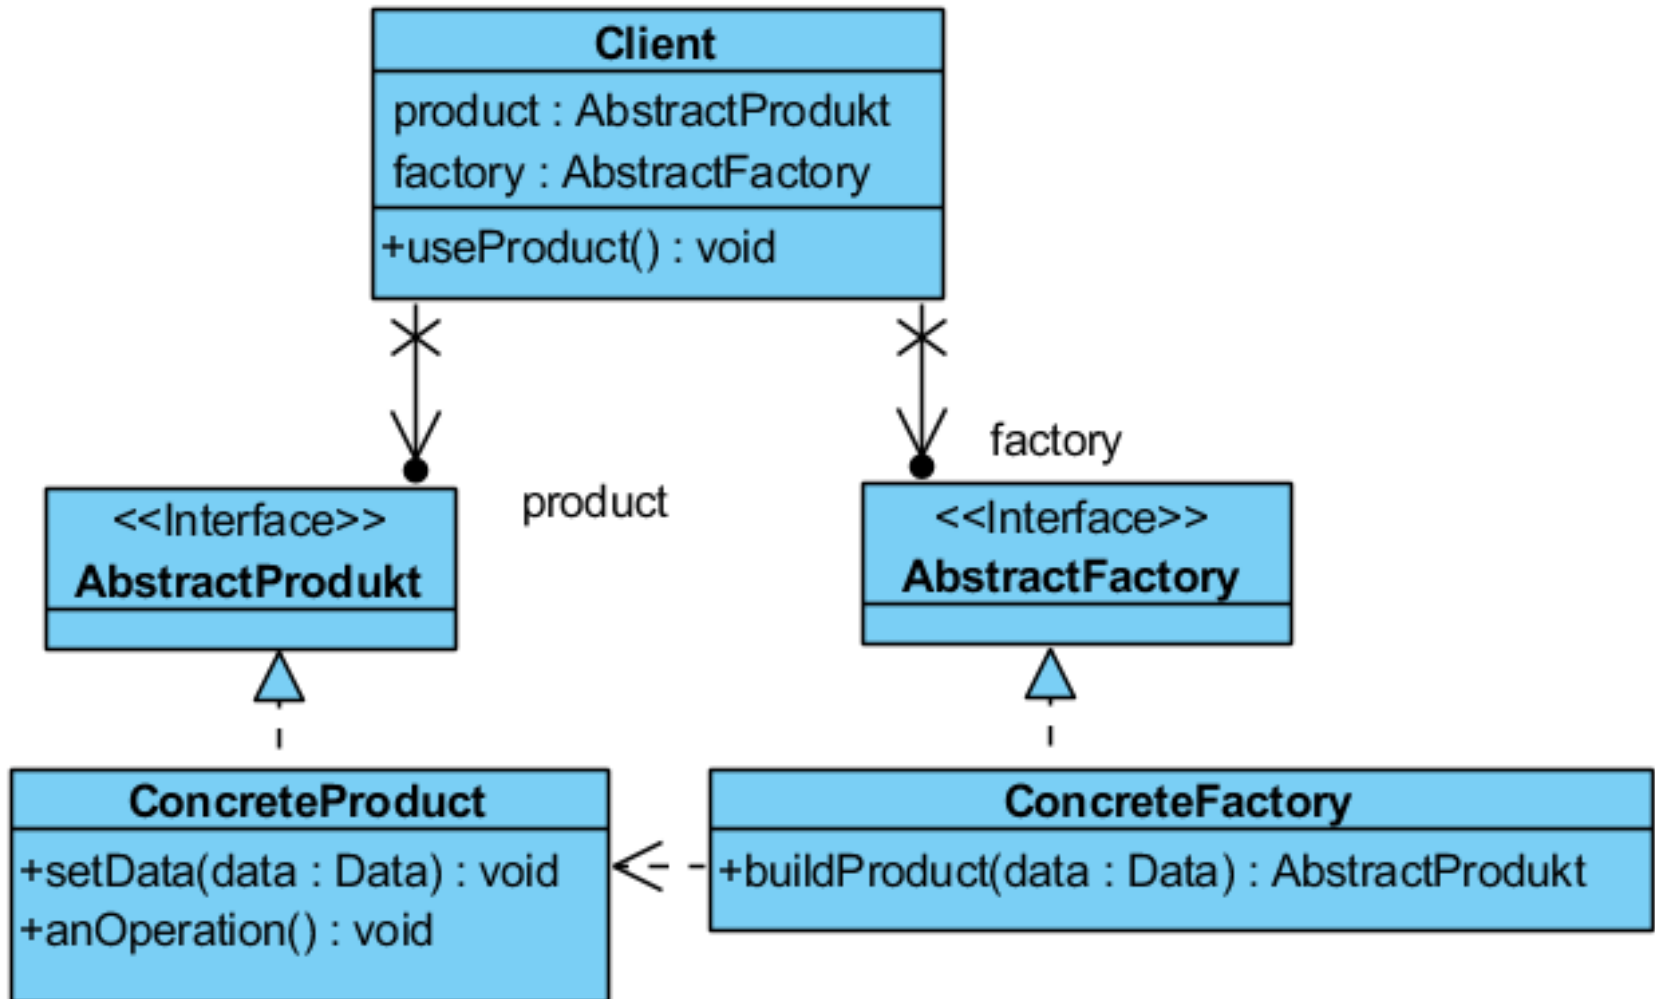 Client
product : AbstractProdukt
factory : AbstractFactory
+useProduct() : void
factory
product
<<Interface>>
AbstractProdukt
<<Interface>>
AbstractFactory
ConcreteProduct
+setData(data : Data) : void
+anOperation() : void
ConcreteFactory
+buildProduct(data : Data) : AbstractProdukt